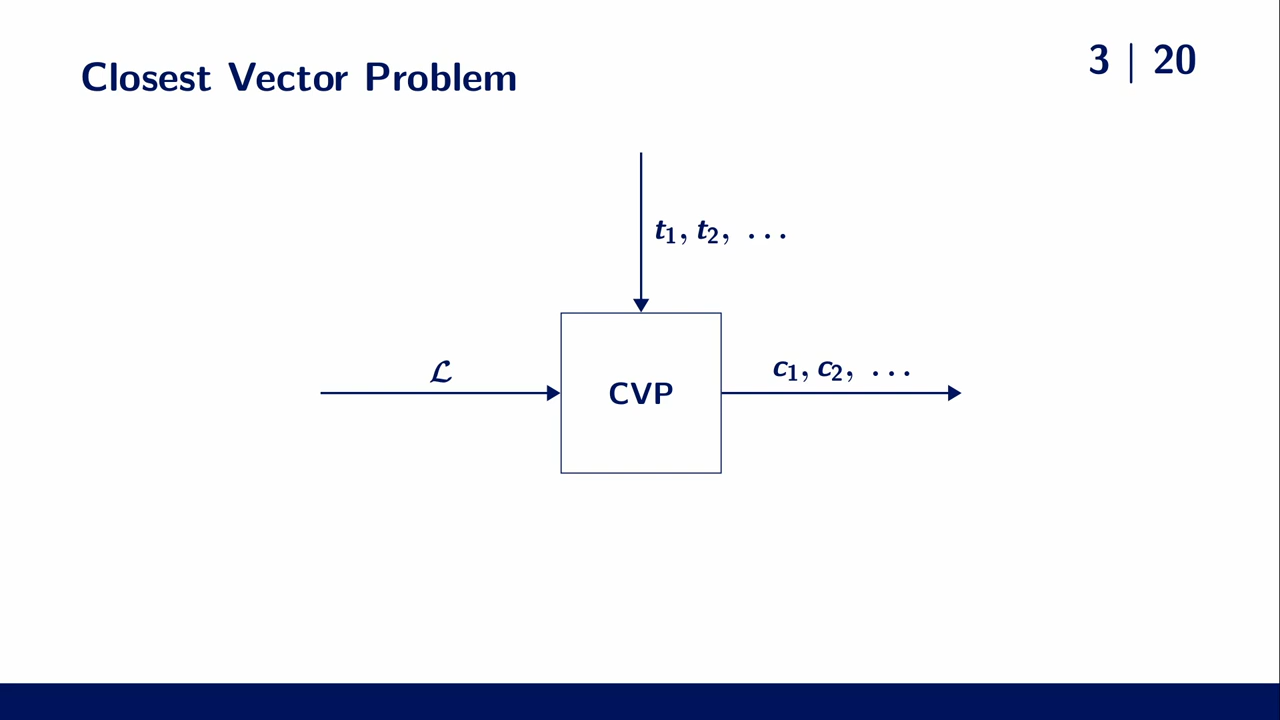 Closest Vector Problem
3 | 20
t₁, t₂, ...
ℒ
CVP
c₁, c₂, ...